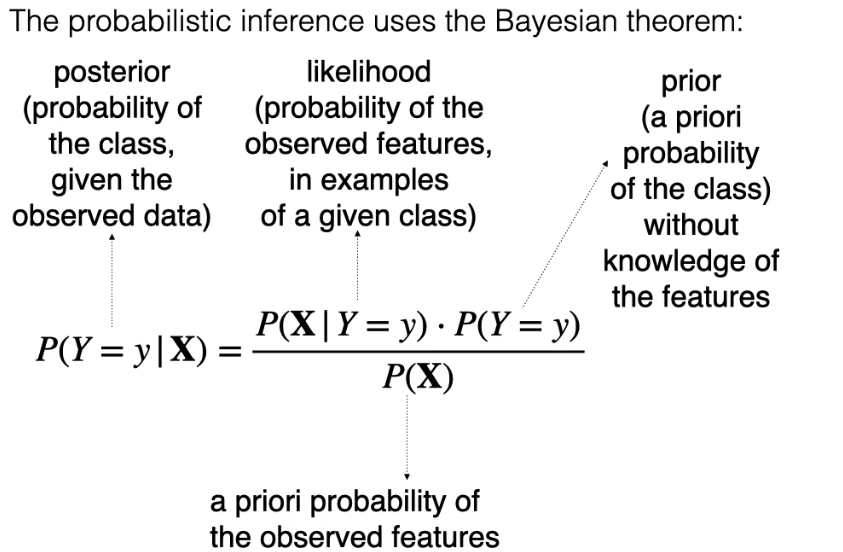 The probabilistic inference uses the Bayesian theorem:
posterior
(probability of
the class,
given the
observed data)
likelihood
(probability of the
observed features,
in examples
of a given class)
prior
(a priori
probability
of the class)
without
knowledge of
the features
P(Y = y|X) = P(X|Y = y) · P(Y = y)
P(X)
a priori probability of
the observed features